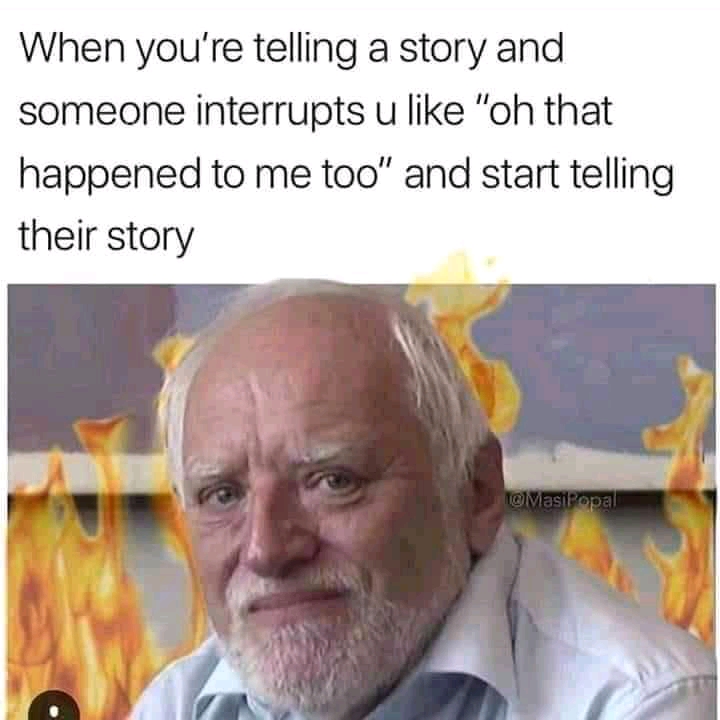 When you're telling a story and
someone interrupts u like "oh that
happened to me too" and start telling
their story
@MasiPopal